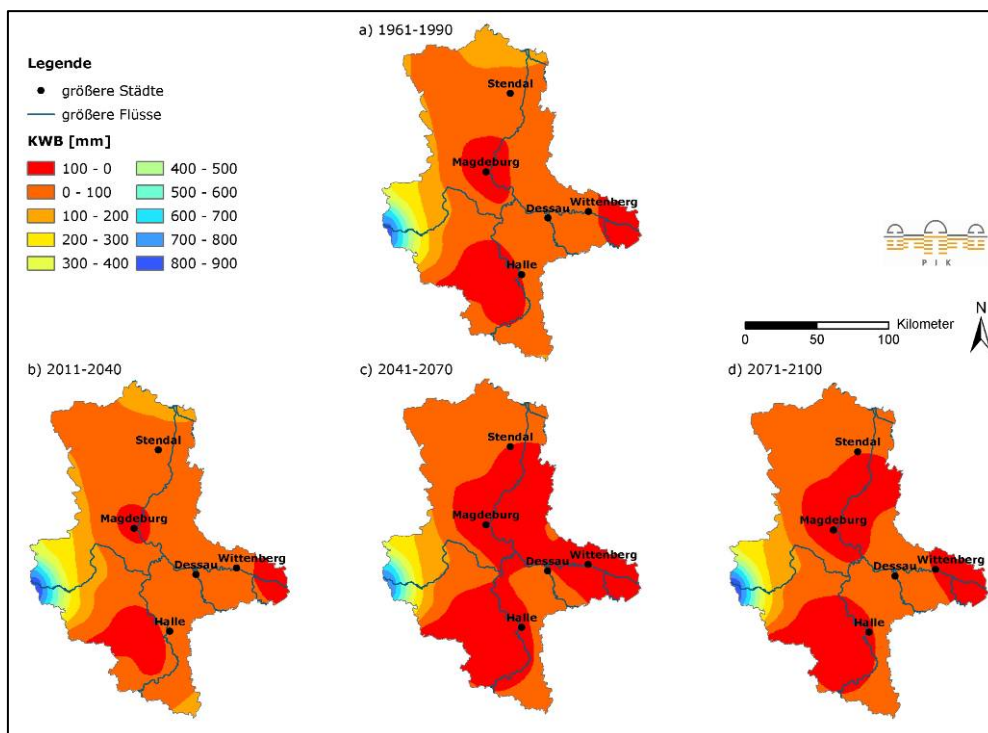 a) 1961-1990
Legende
größere Städte
größere Flüsse
KWB [mm]
100 - 0
0 - 100
100 - 200
200 - 300
300 - 400
400 - 500
500 - 600
600 - 700
700 - 800
800 - 900
Stendal
Magdeburg
Dessau
Wittenberg
Halle
P I K
N
Kilometer
0 50 100
b) 2011-2040
Stendal
Magdeburg
Dessau
Wittenberg
Halle
c) 2041-2070
Stendal
Magdeburg
Dessau
Wittenberg
Halle
d) 2071-2100
Stendal
Magdeburg
Dessau
Wittenberg
Halle